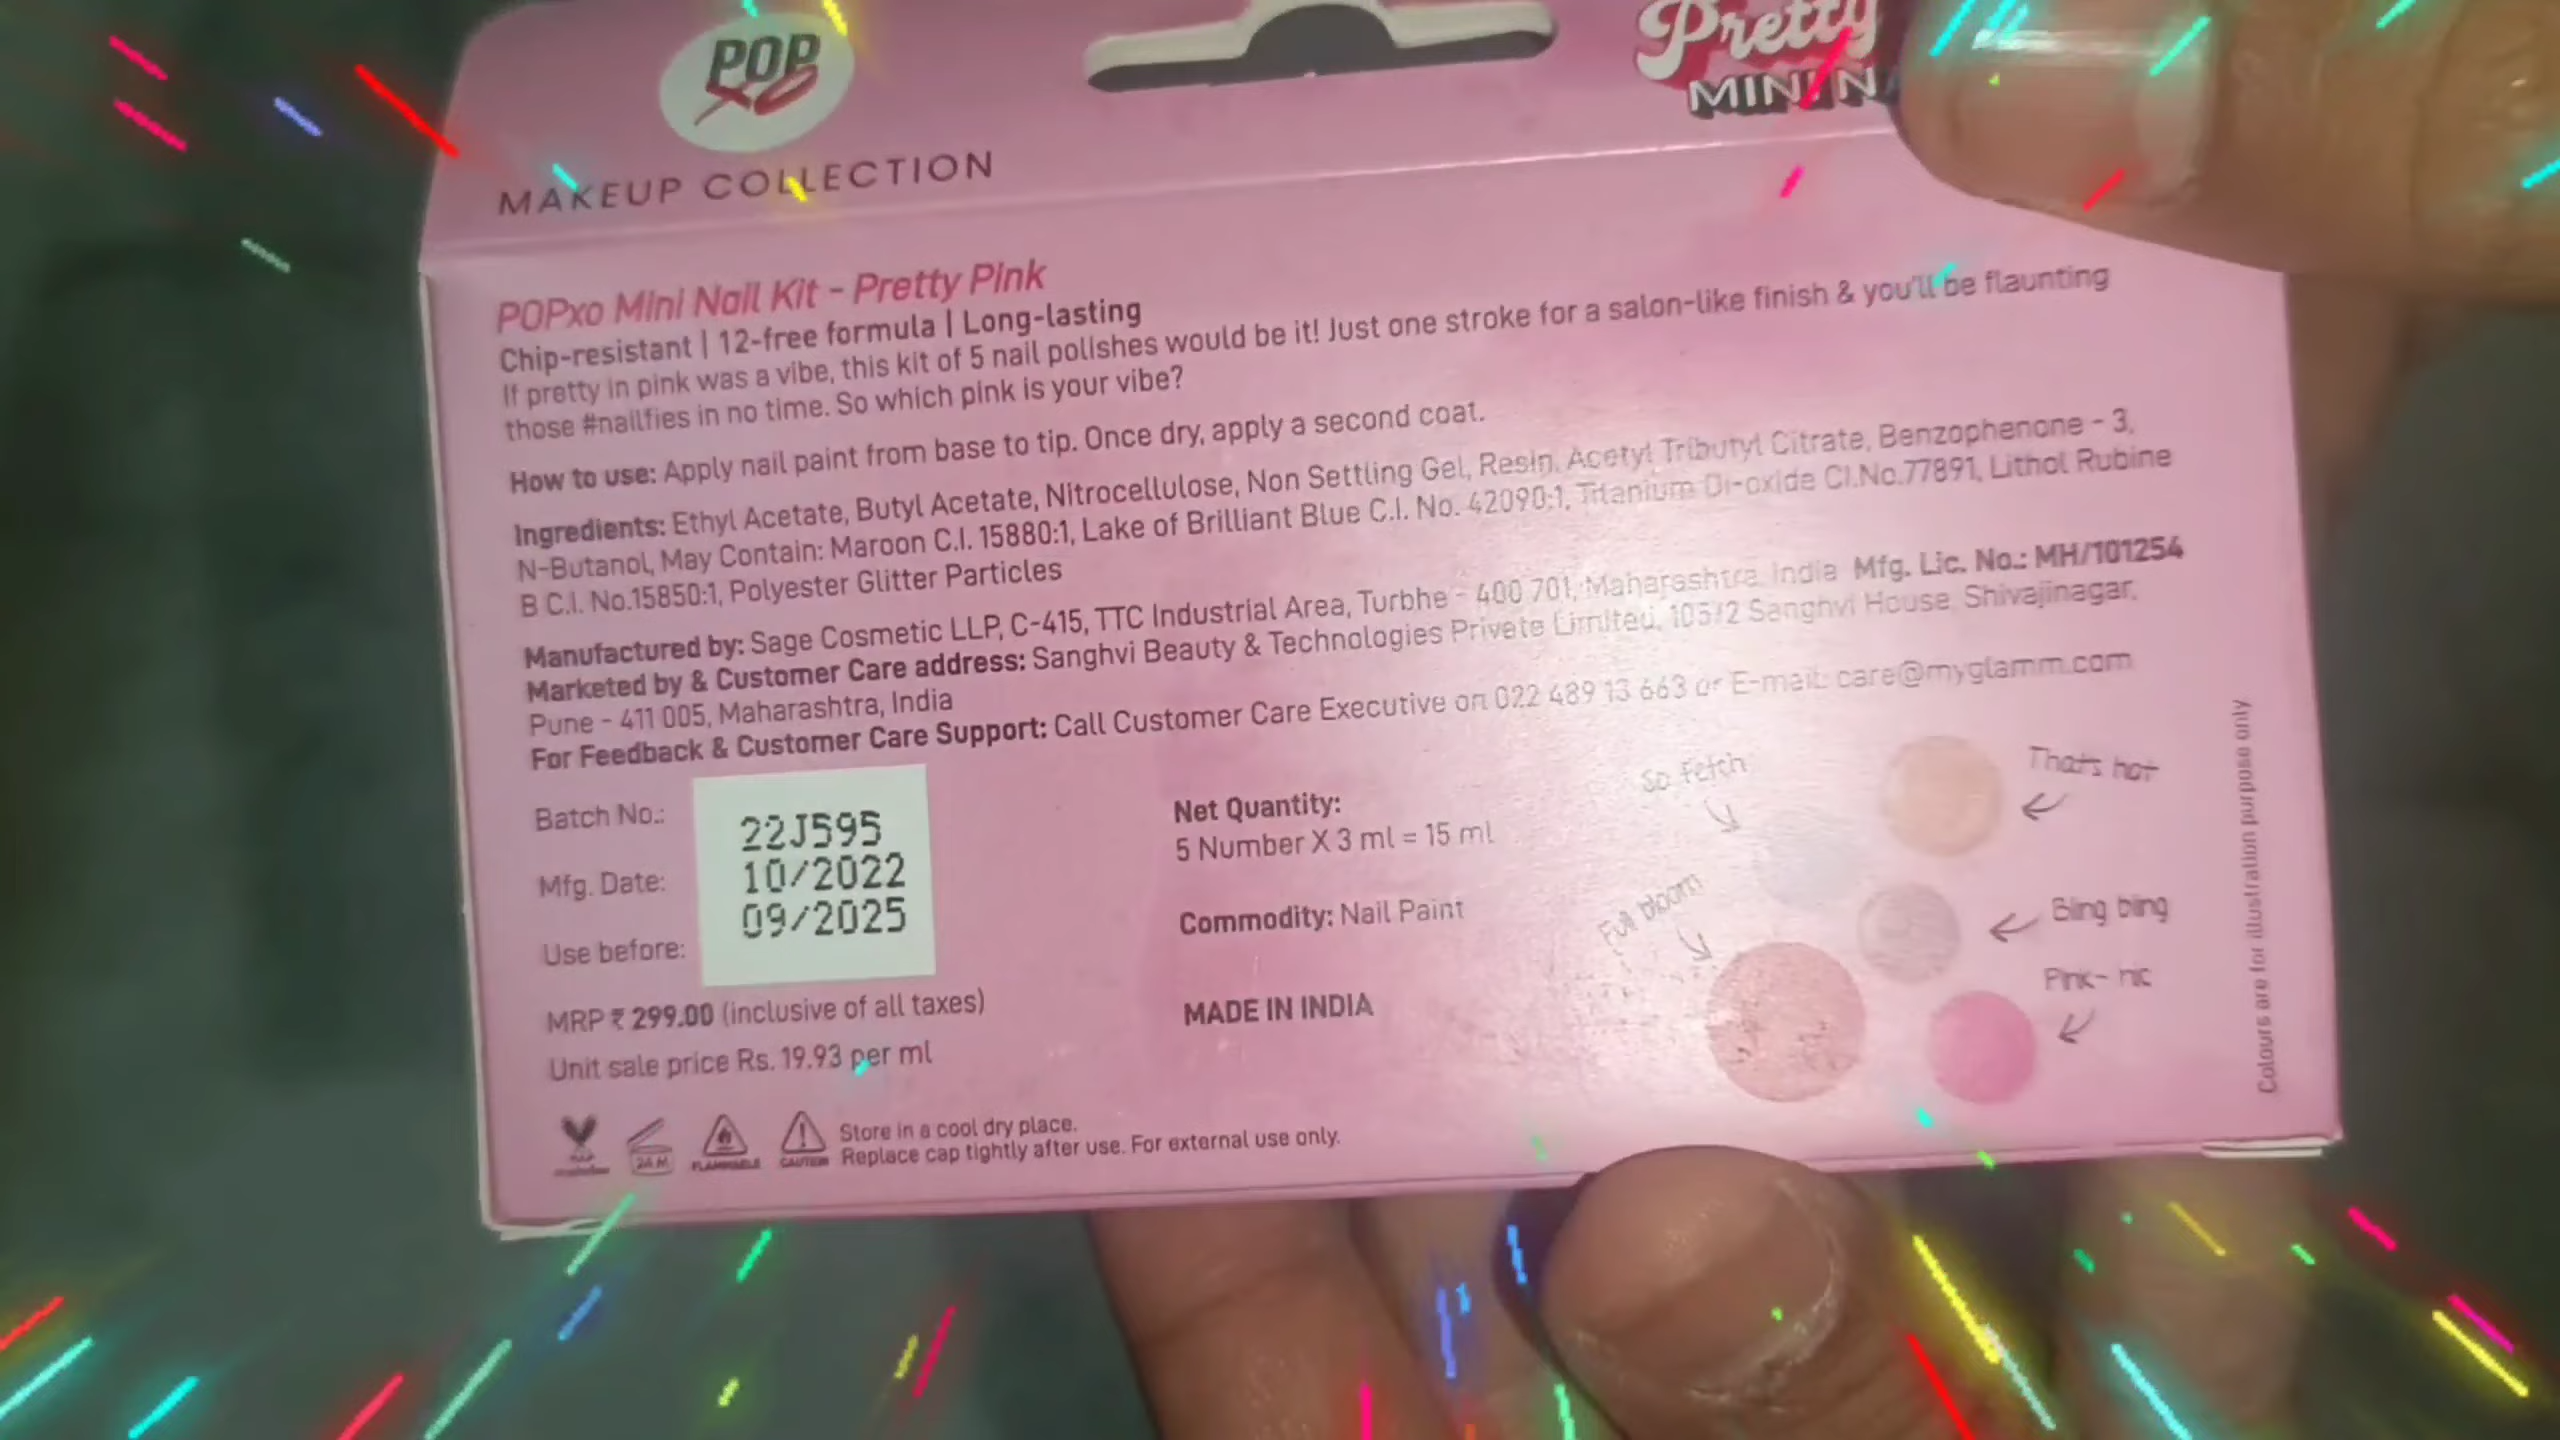 POP
XO
Pretty
MINI N
MAKEUP COLLECTION
POPxo Mini Nail Kit - Pretty Pink
Chip-resistant | 12-free formula | Long-lasting
If pretty in pink was a vibe, this kit of 5 nail polishes would be it! Just one stroke for a salon-like finish & you'll be flaunting
those #nailfies in no time. So which pink is your vibe?
How to use: Apply nail paint from base to tip. Once dry, apply a second coat.
Ingredients: Ethyl Acetate, Butyl Acetate, Nitrocellulose, Non Settling Gel, Resin, Acetyl Tributyl Citrate, Benzophenone - 3,
N-Butanol, May Contain: Maroon C.I. 15880:1, Lake of Brilliant Blue C.I. No. 42090:1, Titanium Di-oxide CI.No.77891, Lithol Rubine
B C.I. No.15850:1, Polyester Glitter Particles
Manufactured by: Sage Cosmetic LLP, C-415, TTC Industrial Area, Turbhe - 400 701, Maharashtra, India Mfg. Lic. No.: MH/101254
Marketed by & Customer Care address: Sanghvi Beauty & Technologies Private Limited, 105/2 Sanghvi House, Shivajinagar,
Pune - 411 005, Maharashtra, India
For Feedback & Customer Care Support: Call Customer Care Executive on 022 489 13 663 or E-mail: care@myglamm.com
Batch No.: 22J595
Mfg. Date: 10/2022
Use before: 09/2025
MRP ₹ 299.00 (inclusive of all taxes)
Unit sale price Rs. 19.93 per ml
Net Quantity:
5 Number X 3 ml = 15 ml
Commodity: Nail Paint
MADE IN INDIA
So fetch
Thats hot
Full bloom
Bling bling
Pink- nic
Colours are for illustration purpose only.
24 M
FLAMMABLE
CAUTION
Store in a cool dry place.
Replace cap tightly after use. For external use only.